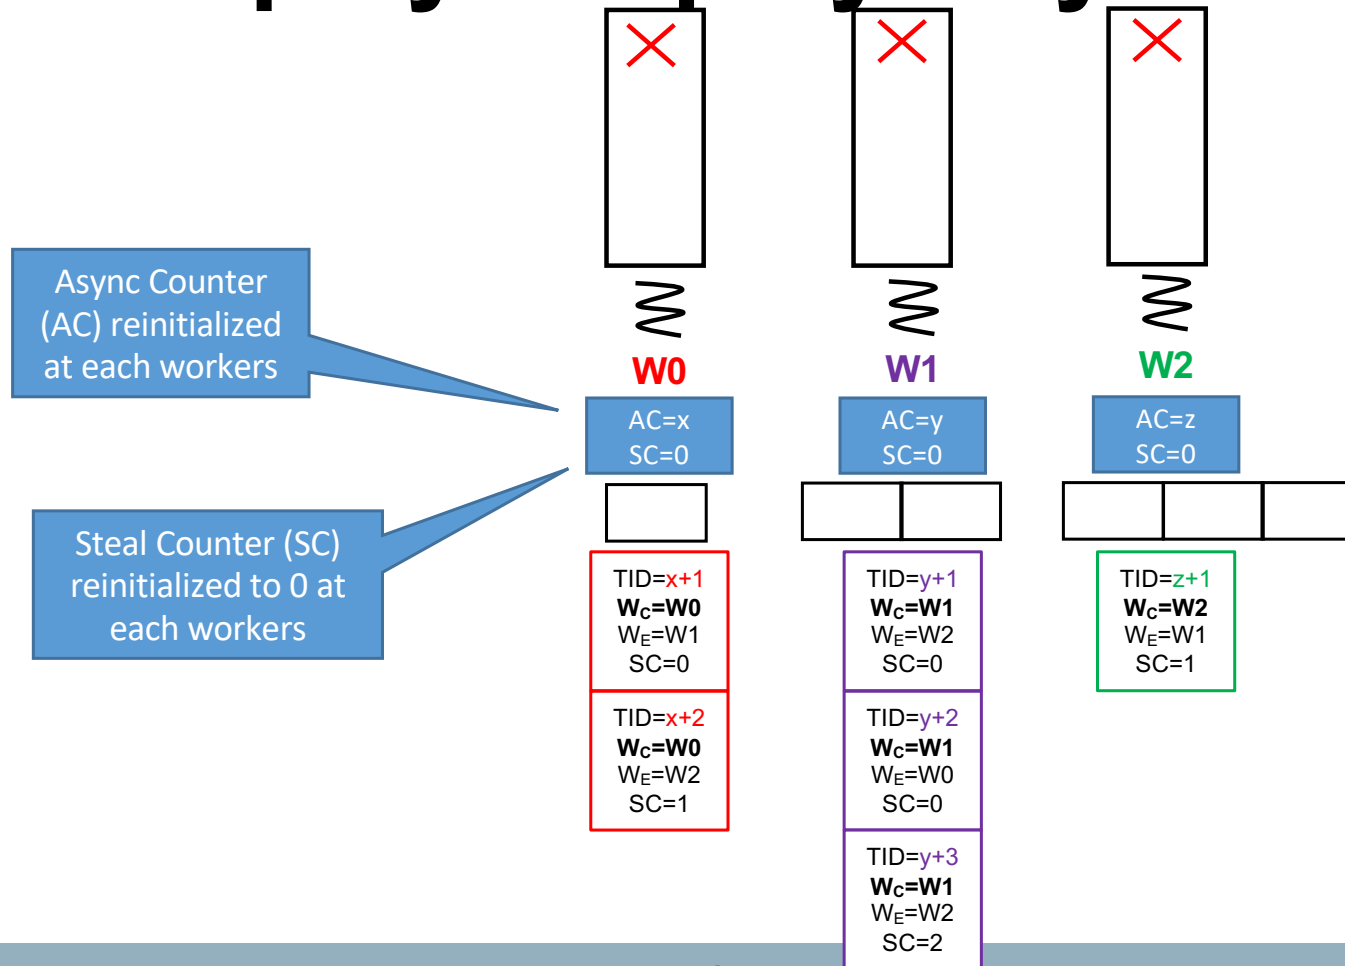 Async Counter
(AC) reinitialized
at each workers
Steal Counter (SC)
reinitialized to 0 at
each workers
W0
AC=x
SC=0
TID=x+1
Wc=W0
WE=W1
SC=0
TID=x+2
Wc=W0
WE=W2
SC=1
W1
AC=y
SC=0
TID=y+1
Wc=W1
WE=W2
SC=0
TID=y+2
Wc=W1
WE=W0
SC=0
TID=y+3
Wc=W1
WE=W2
SC=2
W2
AC=z
SC=0
TID=z+1
Wc=W2
WE=W1
SC=1